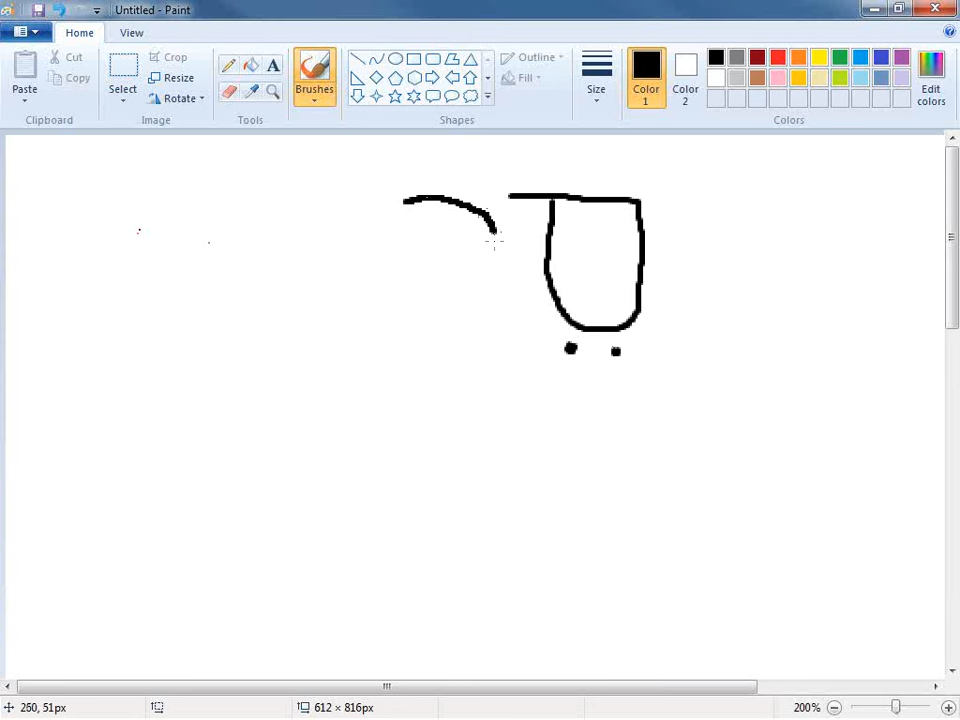 Untitled - Paint
Home View
Paste
Cut
Copy
Clipboard
Select
Crop
Resize
Rotate
Image
Tools
Brushes
Shapes
Outline
Fill
Size
Color 1
Color 2
Edit colors
Colors
250, 51px
612 × 816px
200%